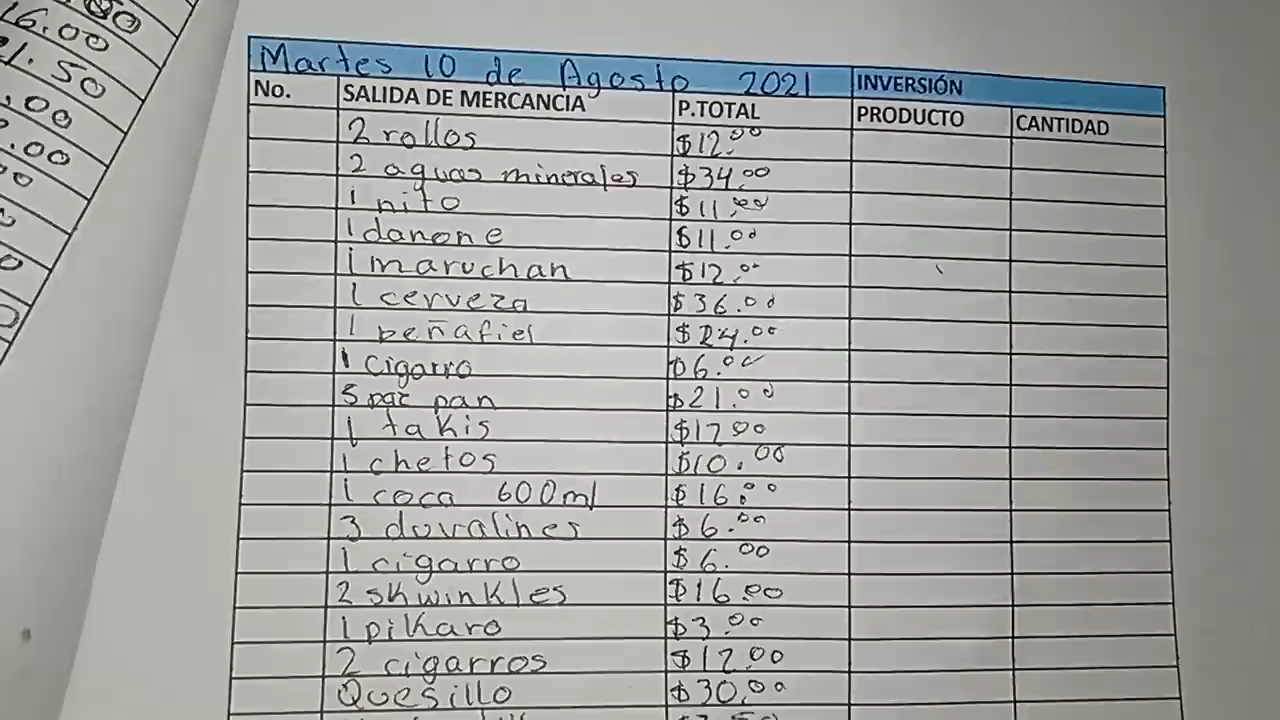 16.00
21.50
.00
.00
Martes 10 de Agosto 2021 INVERSIÓN
No. SALIDA DE MERCANCIA P.TOTAL PRODUCTO CANTIDAD
2 rollos $12.00
2 aguas minerales $34.00
1 nito $11.00
1 danone $11.00
1 maruchan $12.00
1 cerveza $36.00
1 peñafiel $24.00
1 Cigarro $6.00
5 pqt pan $21.00
1 takis $17 00
1 chetos $10.00
1 coca 600ml $16.00
3 duvalines $6.00
1 cigarro $6.00
2 skwinkles $16.00
1 pikaro $3.00
2 cigarros $12.00
Quesillo $30.00